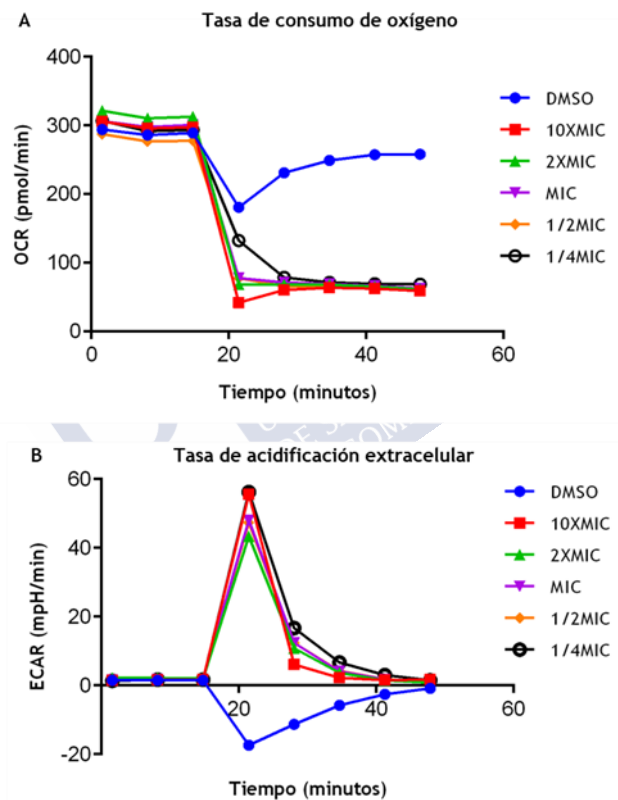 A
Tasa de consumo de oxígeno
OCR (pmol/min)
400
300
200
100
0
0
20
40
60
Tiempo (minutos)
DMSO
10XMIC
2XMIC
MIC
1/2MIC
1/4MIC
B
Tasa de acidificación extracelular
ECAR (mpH/min)
60
40
20
0
-20
20
40
60
Tiempo (minutos)
DMSO
10XMIC
2XMIC
MIC
1/2MIC
1/4MIC